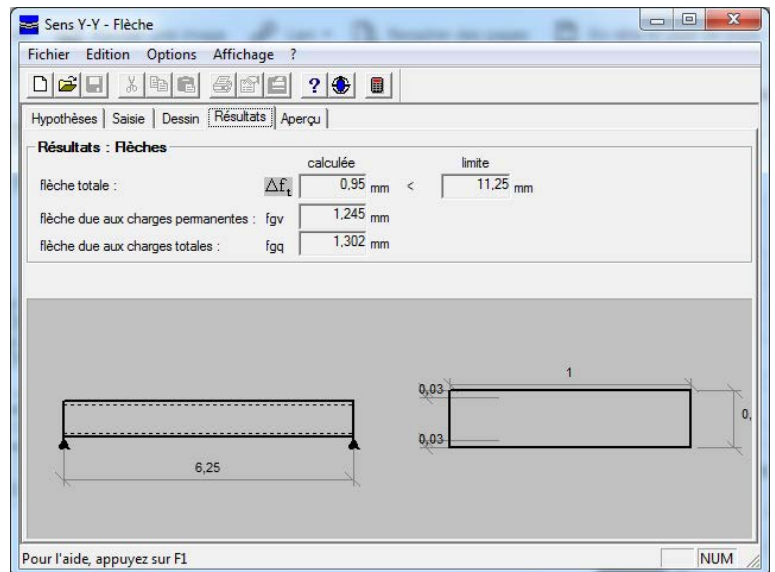 Sens Y-Y - Flèche
Fichier Edition Options Affichage ?
Hypothèses Saisie Dessin Résultats Aperçu
Résultats : Flèches
calculée limite
flèche totale : Δft 0,95 mm < 11,25 mm
flèche due aux charges permanentes : fgv 1,245 mm
flèche due aux charges totales : fgq 1,302 mm
1
0,03
0,
0,03
6,25
Pour l'aide, appuyez sur F1 NUM